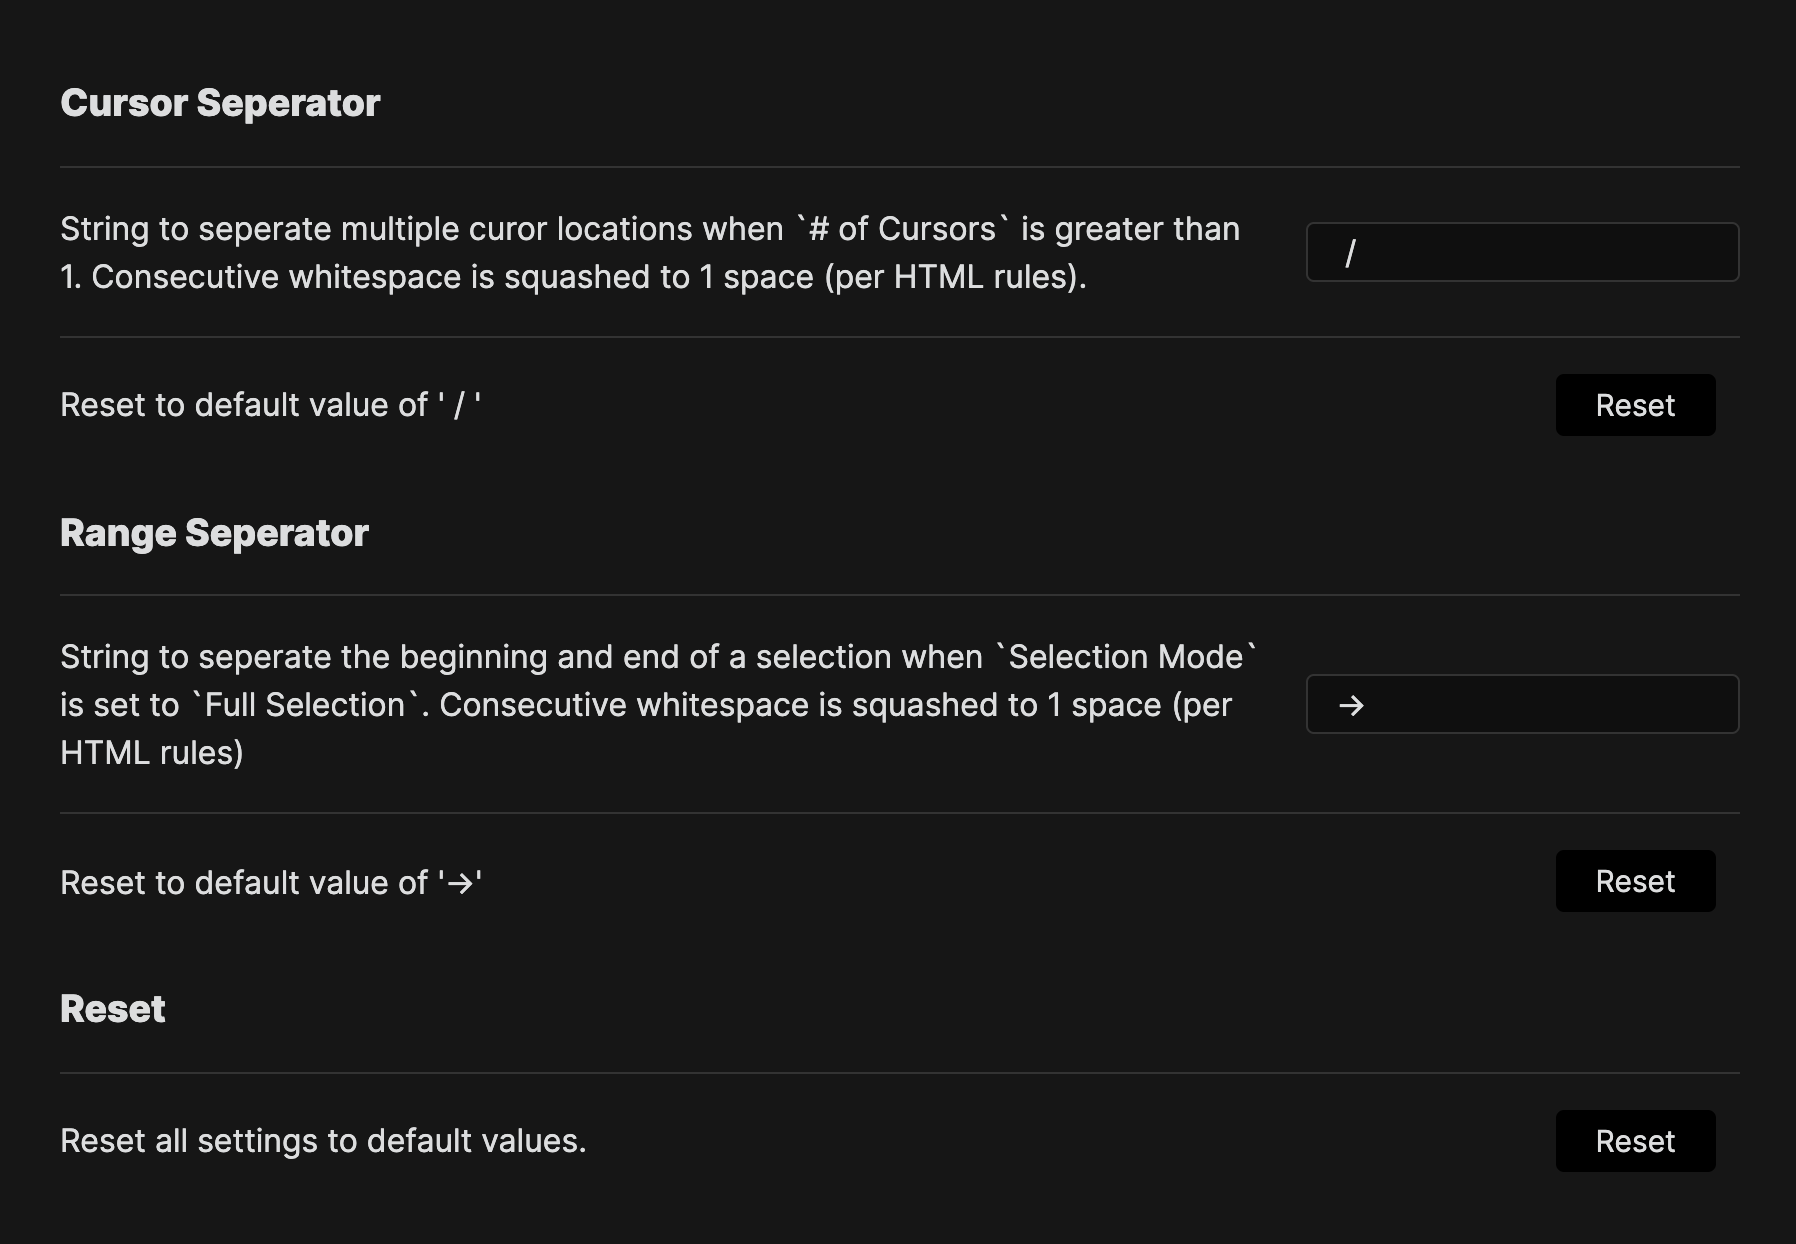 Cursor Seperator
String to seperate multiple curor locations when `# of Cursors` is greater than
1. Consecutive whitespace is squashed to 1 space (per HTML rules).
/
Reset to default value of ' / '
Reset
Range Seperator
String to seperate the beginning and end of a selection when `Selection Mode`
is set to `Full Selection`. Consecutive whitespace is squashed to 1 space (per
HTML rules)
→
Reset to default value of '→'
Reset
Reset
Reset all settings to default values.
Reset